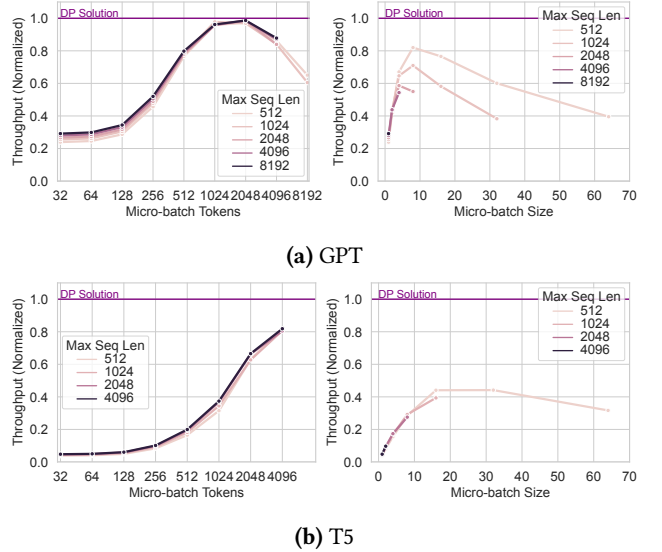 DP Solution
Throughput (Normalized)
1.0
0.8
0.6
0.4
0.2
0.0
Max Seq Len
512
1024
2048
4096
8192
32 64 128 256 512 1024 2048 4096 8192
Micro-batch Tokens
DP Solution
Throughput (Normalized)
1.0
0.8
0.6
0.4
0.2
0.0
Max Seq Len
512
1024
2048
4096
8192
0 10 20 30 40 50 60 70
Micro-batch Size
(a) GPT
DP Solution
Throughput (Normalized)
1.0
0.8
0.6
0.4
0.2
0.0
Max Seq Len
512
1024
2048
4096
32 64 128 256 512 1024 2048 4096
Micro-batch Tokens
DP Solution
Throughput (Normalized)
1.0
0.8
0.6
0.4
0.2
0.0
Max Seq Len
512
1024
2048
4096
0 10 20 30 40 50 60 70
Micro-batch Size
(b) T5